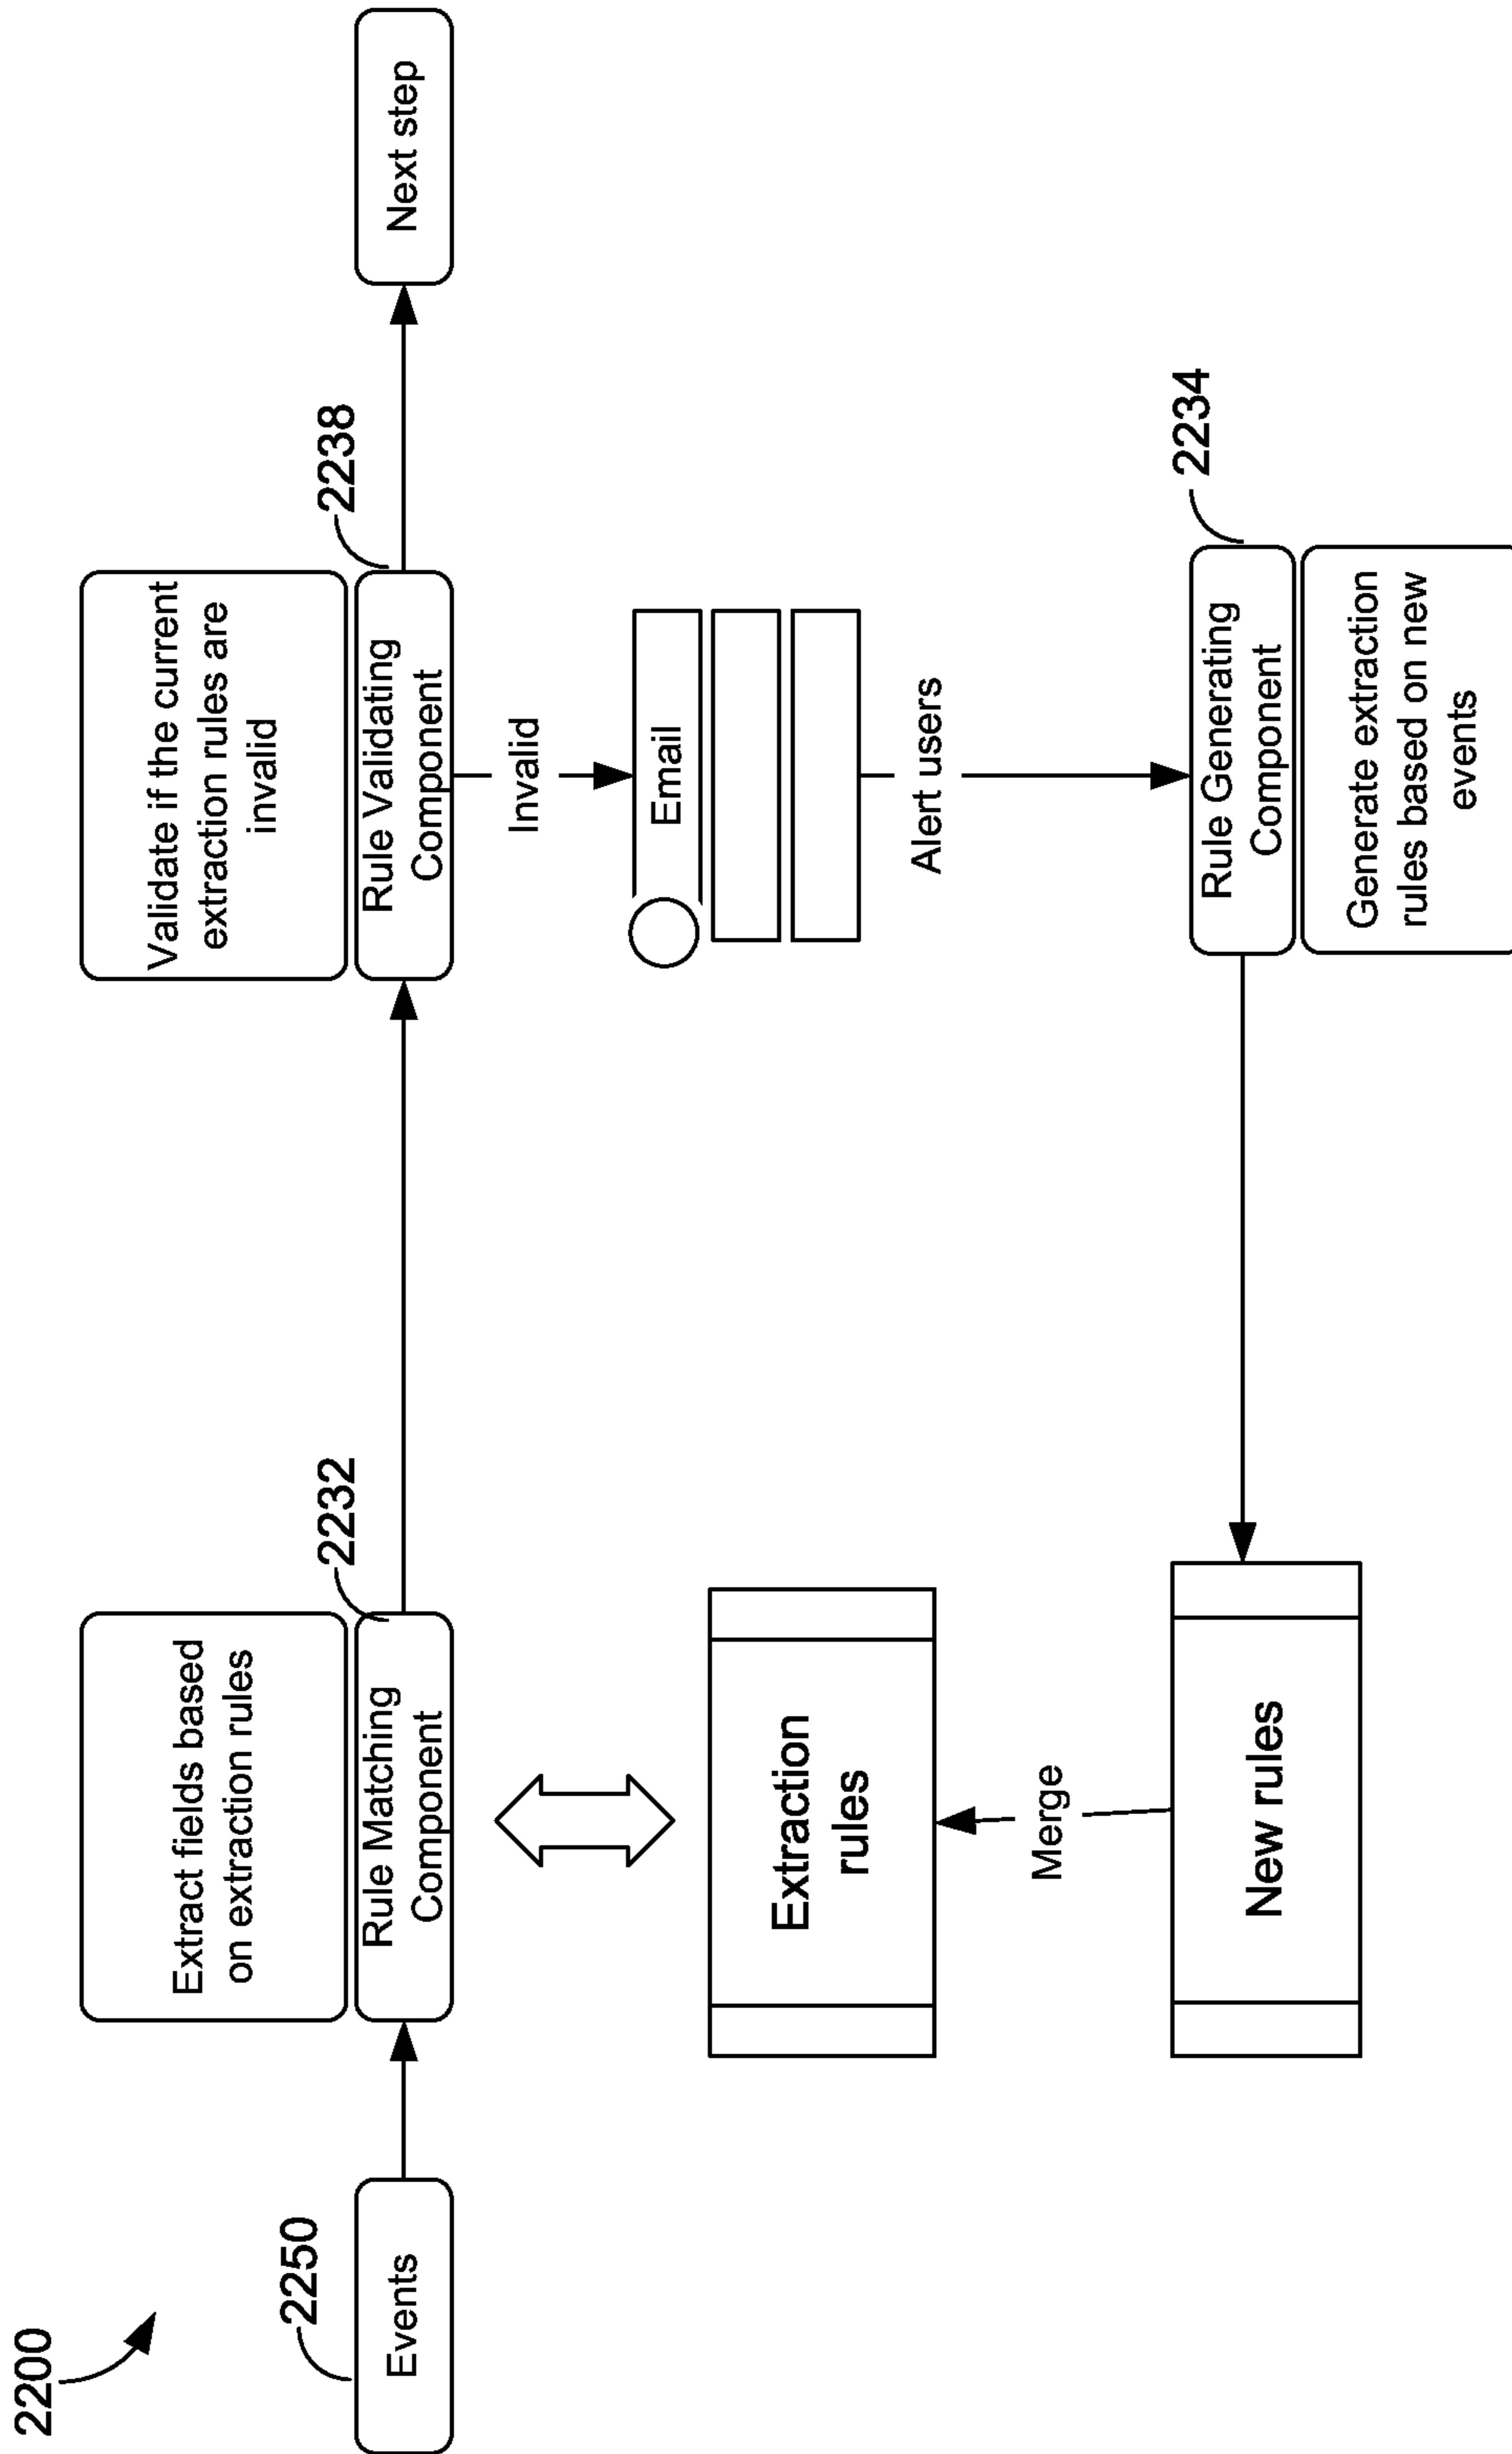 2200
2250
Events
Extract fields based
on extraction rules
2232
Rule Matching
Component
Validate if the current
extraction rules are
invalid
2238
Rule Validating
Component
Next step
Invalid
Email
Alert users
Extraction
rules
Merge
New rules
2234
Rule Generating
Component
Generate extraction
rules based on new
events